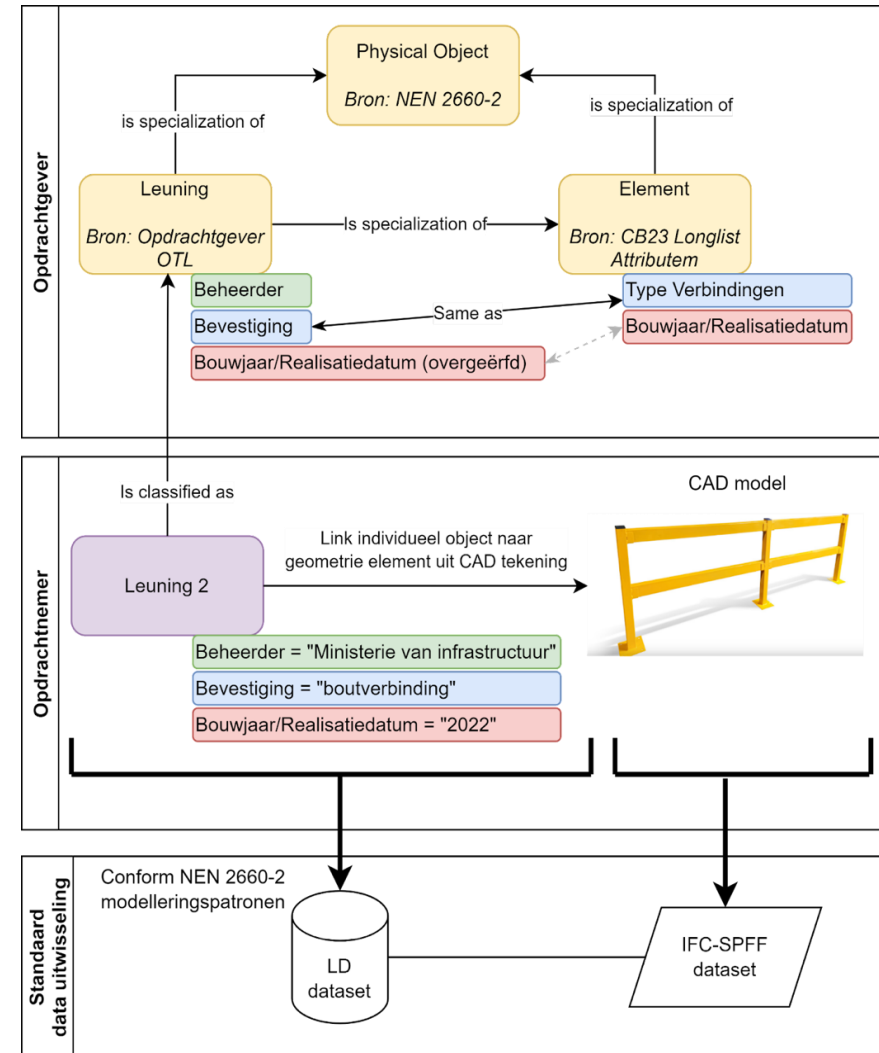 Opdrachtgever
Physical Object
Bron: NEN 2660-2
is specialization of
is specialization of
Leuning
Bron: Opdrachtgever
OTL
Is specialization of
Element
Bron: CB23 Longlist
Attributem
Beheerder
Bevestiging
Bouwjaar/Realisatiedatum (overgeërfd)
Same as
Type Verbindingen
Bouwjaar/Realisatiedatum
Opdrachtnemer
Is classified as
Leuning 2
Link individueel object naar
geometrie element uit CAD tekening
CAD model
Beheerder = "Ministerie van infrastructuur"
Bevestiging = "boutverbinding"
Bouwjaar/Realisatiedatum = "2022"
Standaard
data uitwisseling
Conform NEN 2660-2
modelleringspatronen
LD
dataset
IFC-SPFF
dataset